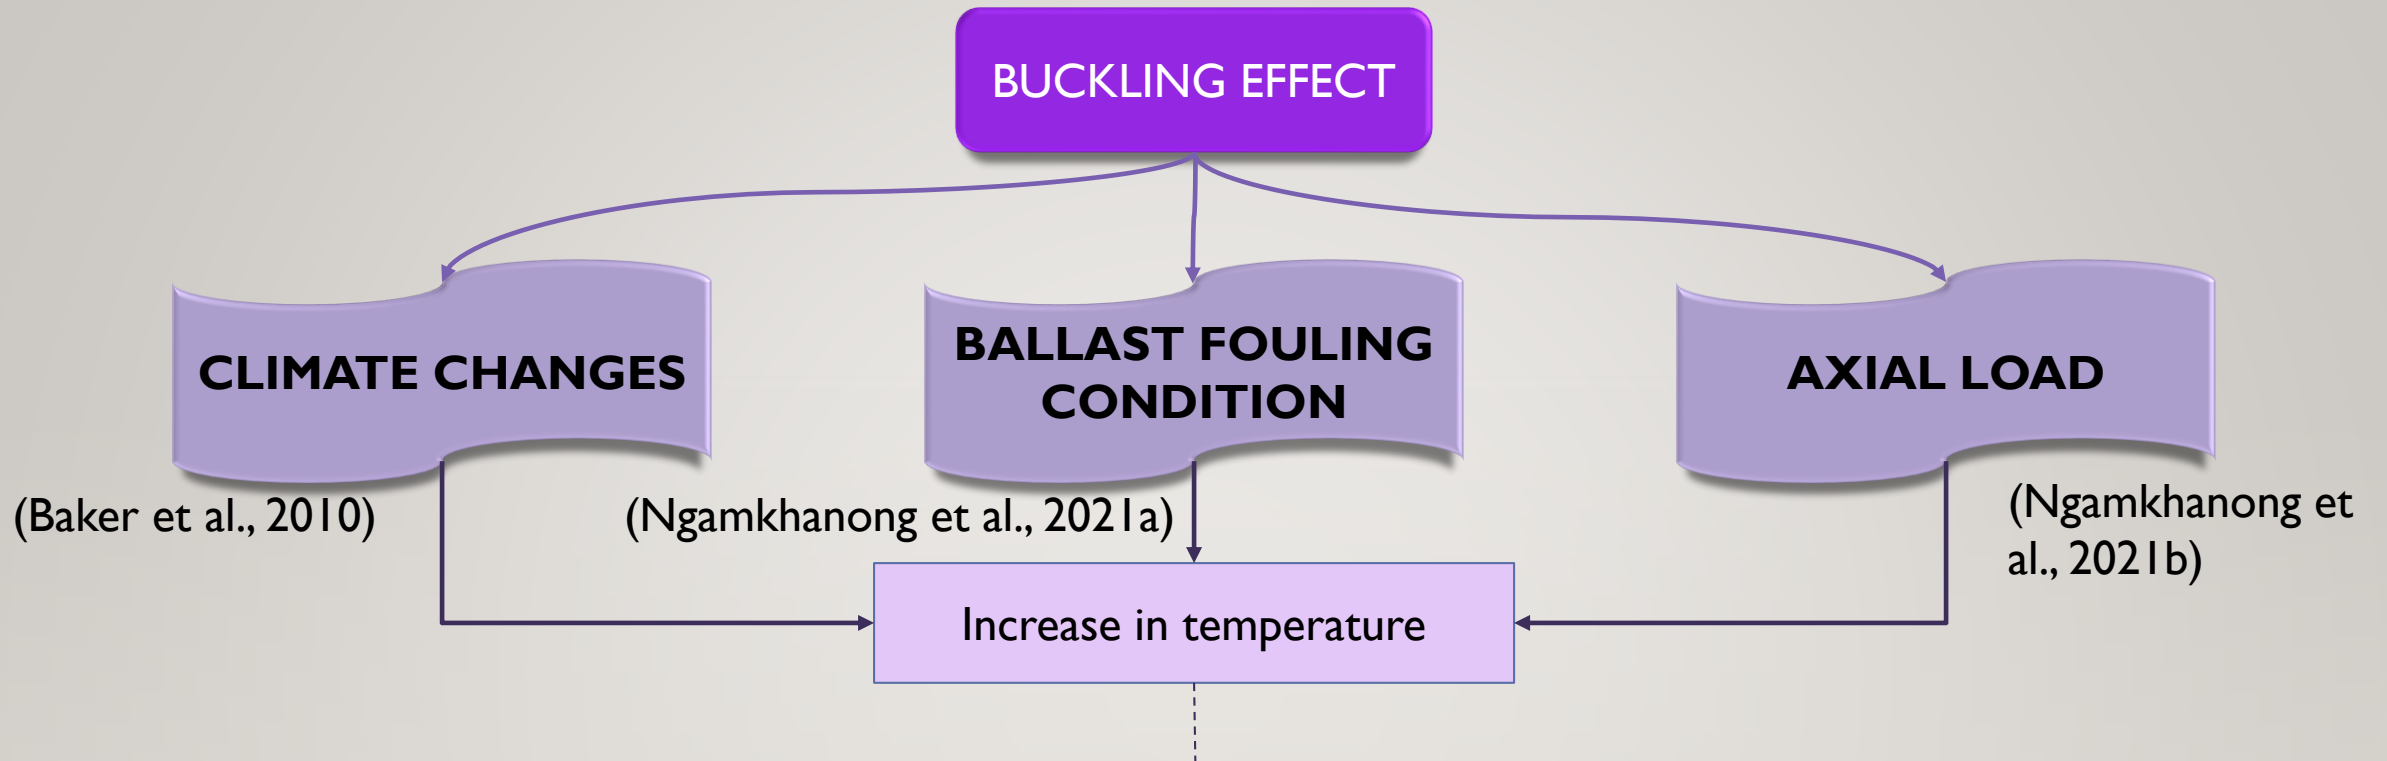 BUCKLING EFFECT
CLIMATE CHANGES
BALLAST FOULING
CONDITION
AXIAL LOAD
(Baker et al., 2010)
(Ngamkhanong et al., 2021a)
(Ngamkhanong et
al., 2021b)
Increase in temperature